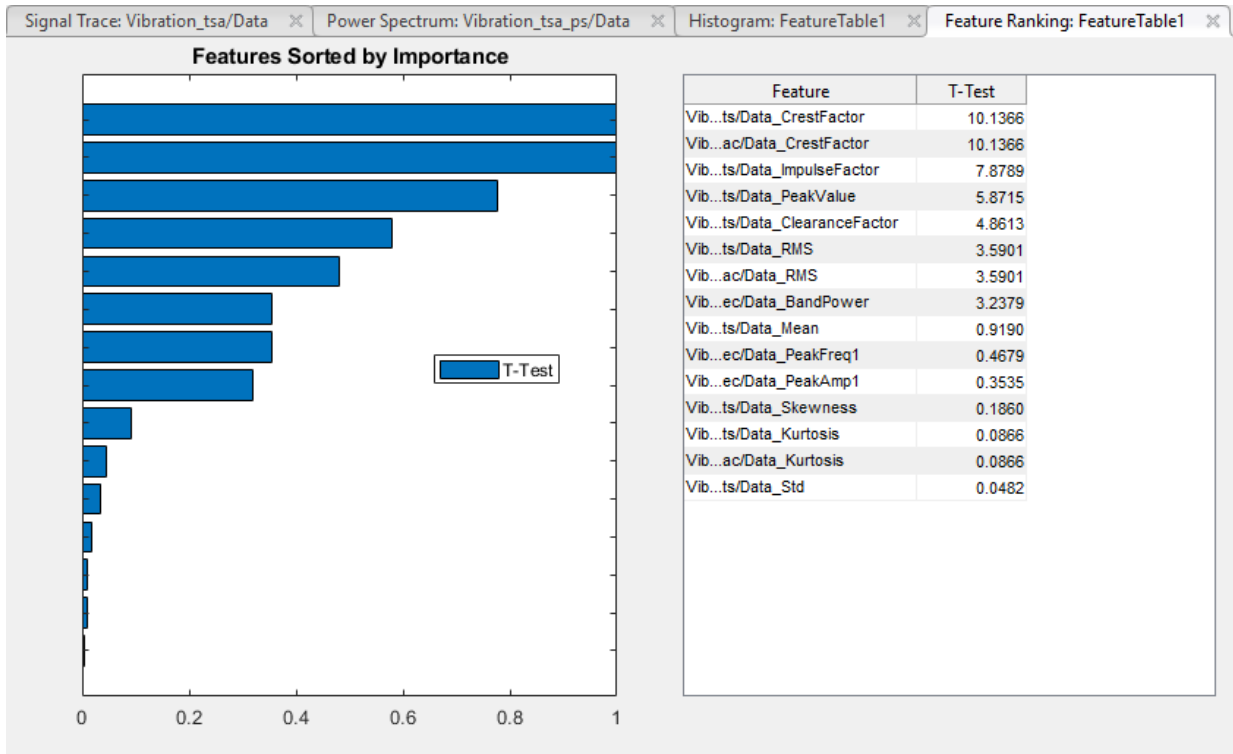 Signal Trace: Vibration_tsa/Data
Power Spectrum: Vibration_tsa_ps/Data
Histogram: FeatureTable1
Feature Ranking: FeatureTable1
Features Sorted by Importance
T-Test
0 0.2 0.4 0.6 0.8 1
Feature T-Test
Vib...ts/Data_CrestFactor 10.1366
Vib...ac/Data_CrestFactor 10.1366
Vib...ts/Data_ImpulseFactor 7.8789
Vib...ts/Data_PeakValue 5.8715
Vib...ts/Data_ClearanceFactor 4.8613
Vib...ts/Data_RMS 3.5901
Vib...ac/Data_RMS 3.5901
Vib...ec/Data_BandPower 3.2379
Vib...ts/Data_Mean 0.9190
Vib...ec/Data_PeakFreq1 0.4679
Vib...ec/Data_PeakAmp1 0.3535
Vib...ts/Data_Skewness 0.1860
Vib...ts/Data_Kurtosis 0.0866
Vib...ac/Data_Kurtosis 0.0866
Vib...ts/Data_Std 0.0482